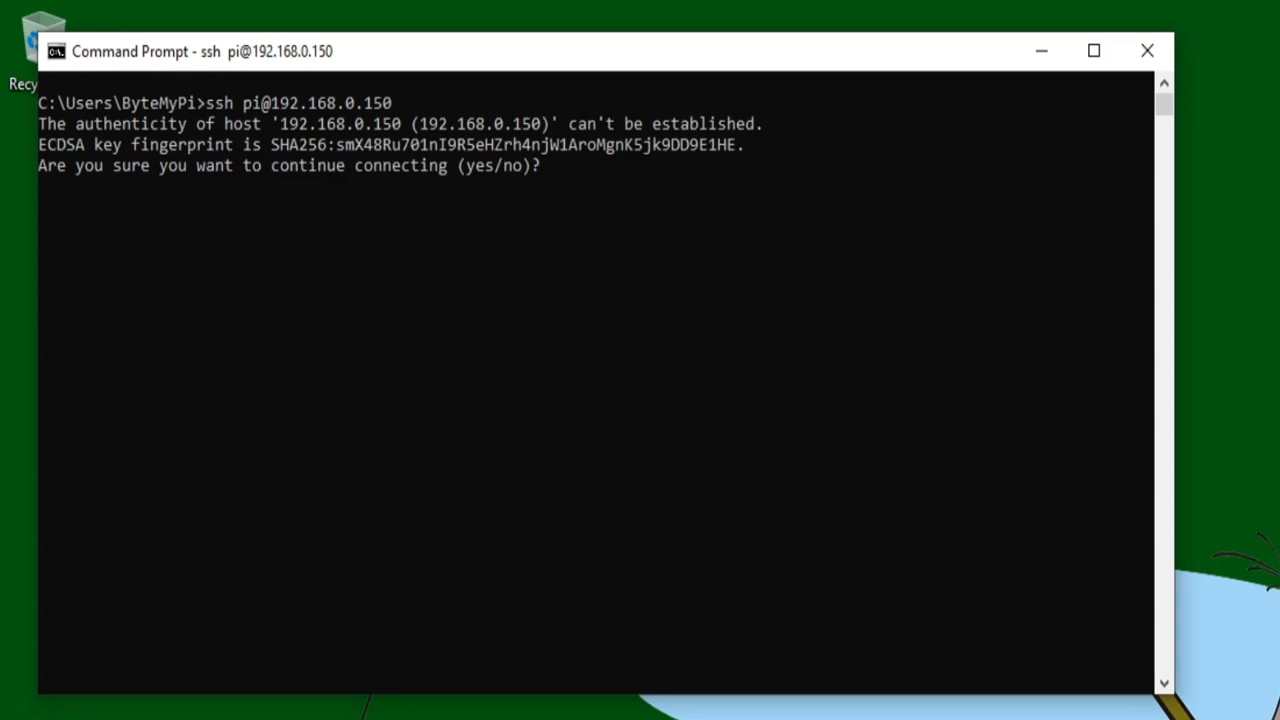 Command Prompt - ssh  pi@192.168.0.150
Recy
C:\Users\ByteMyPi>ssh pi@192.168.0.150
The authenticity of host '192.168.0.150 (192.168.0.150)' can't be established.
ECDSA key fingerprint is SHA256:smX48Ru701nI9R5eHZrh4njW1AroMgnK5jk9DD9E1HE.
Are you sure you want to continue connecting (yes/no)?